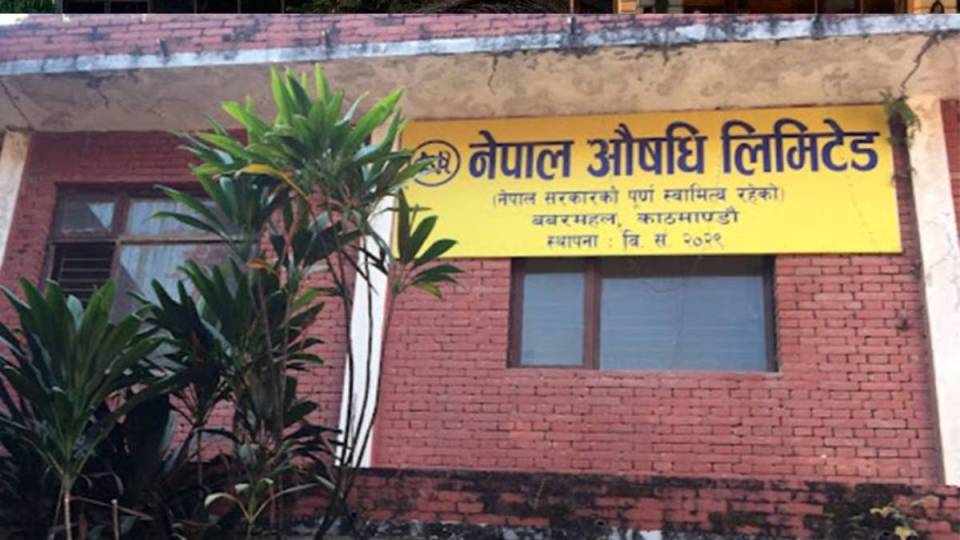 नेपाल औषधि लिमिटेड
(नेपाल सरकारको पूर्ण स्वामित्व रहेको)
बबरमहल, काठमाण्डौ
स्थापना : बि. सं. २०२९